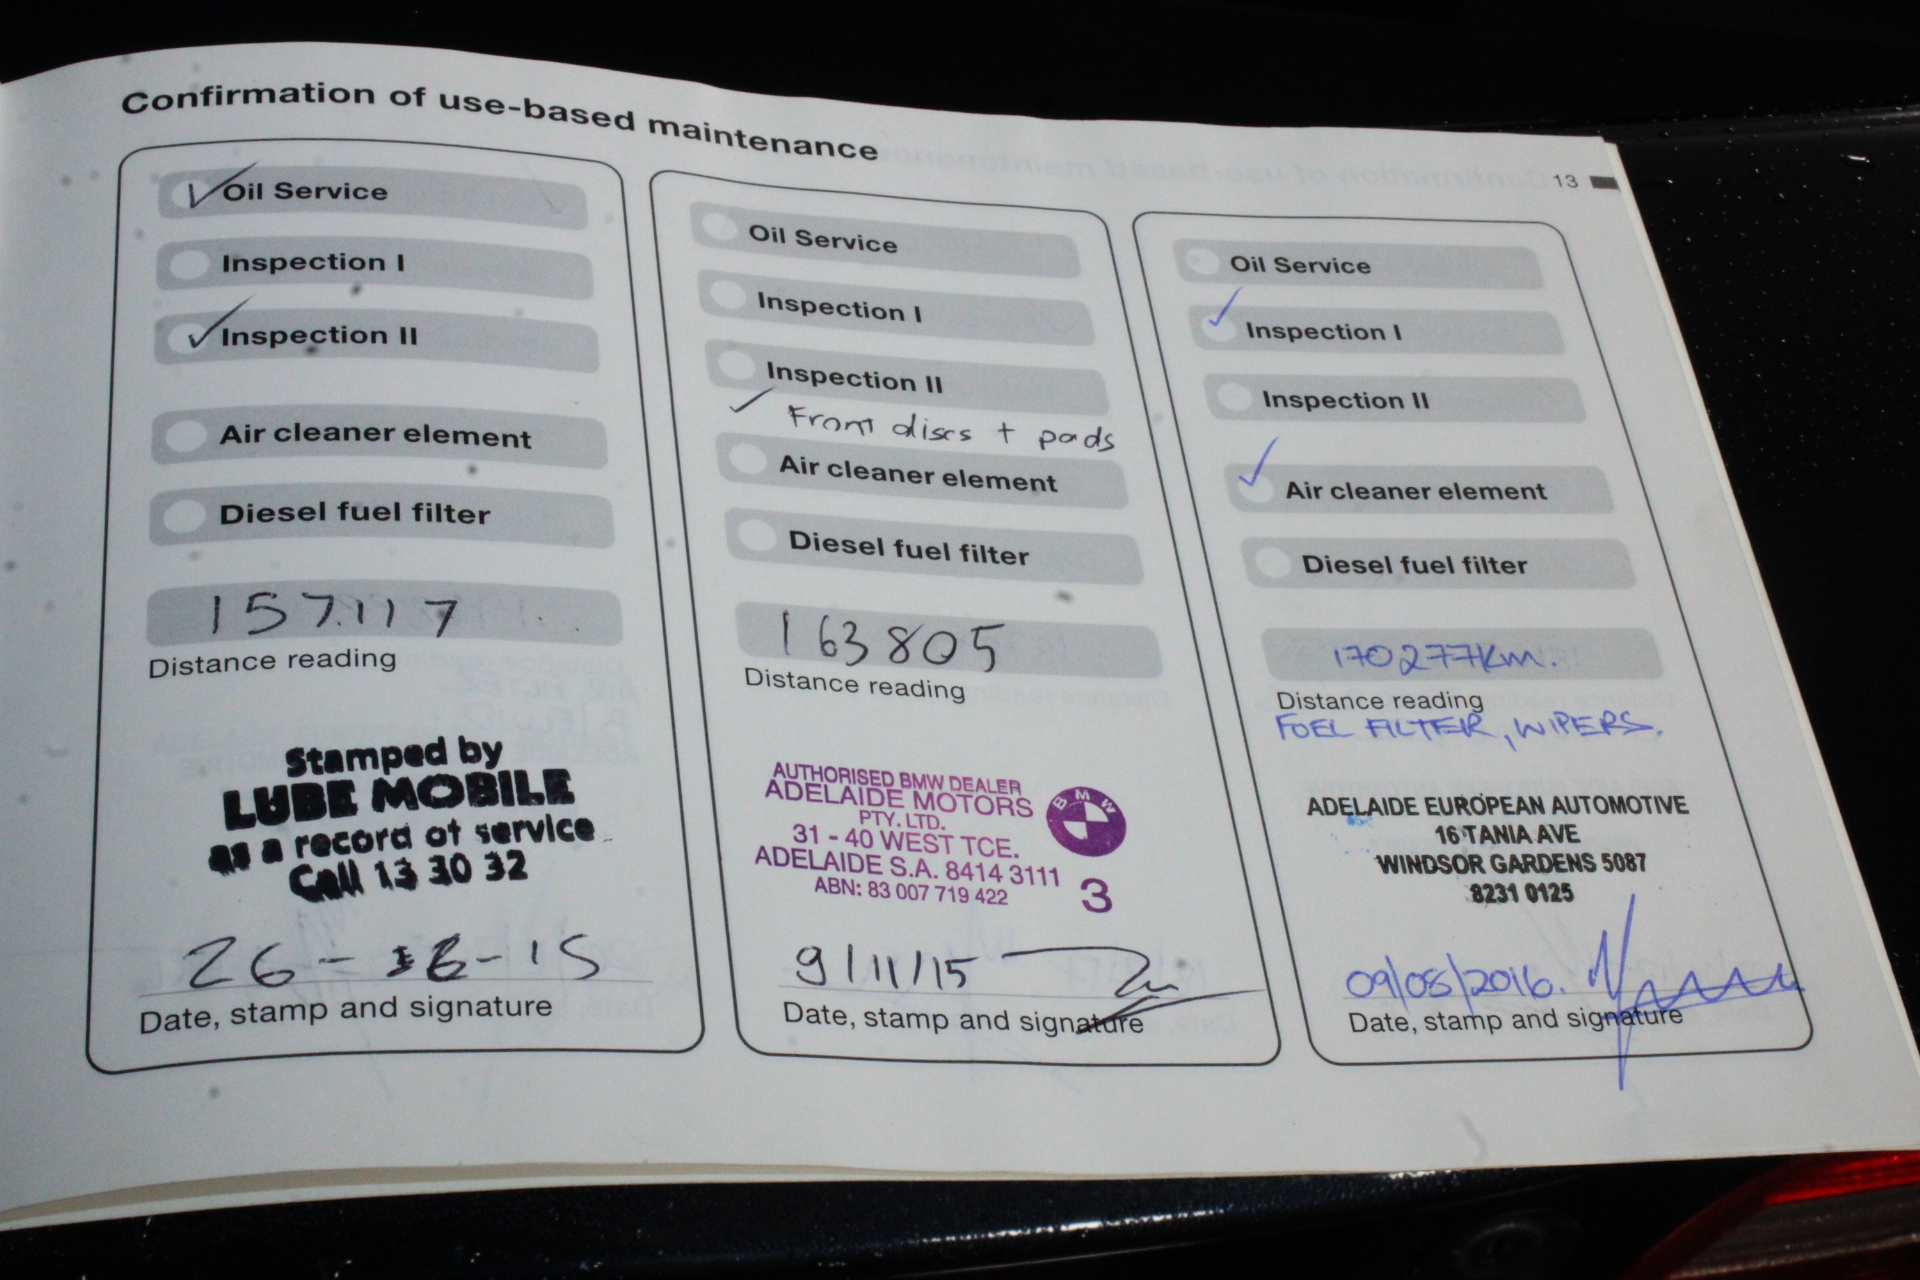 Confirmation of use-based maintenance
13
✓ Oil Service
Inspection I
✓ Inspection II
Air cleaner element
Diesel fuel filter
157117
Distance reading
Stamped by
LUBE MOBILE
as a record of service
Call 13 30 32
Date, stamp and signature
Oil Service
Inspection I
Inspection II
✓ Front discs + pads
Air cleaner element
Diesel fuel filter
163805
Distance reading
AUTHORISED BMW DEALER
ADELAIDE MOTORS
PTY. LTD.
31 - 40 WEST TCE.
ADELAIDE S.A. 8414 3111
ABN: 83 007 719 422
3
BMW
9/11/15
Date, stamp and signature
Oil Service
✓ Inspection I
Inspection II
✓ Air cleaner element
Diesel fuel filter
170277km.
Distance reading
FUEL FILTER, WIPERS.
ADELAIDE EUROPEAN AUTOMOTIVE
16 TANIA AVE
WINDSOR GARDENS 5087
8231 0125
09/05/2016.
Date, stamp and signature